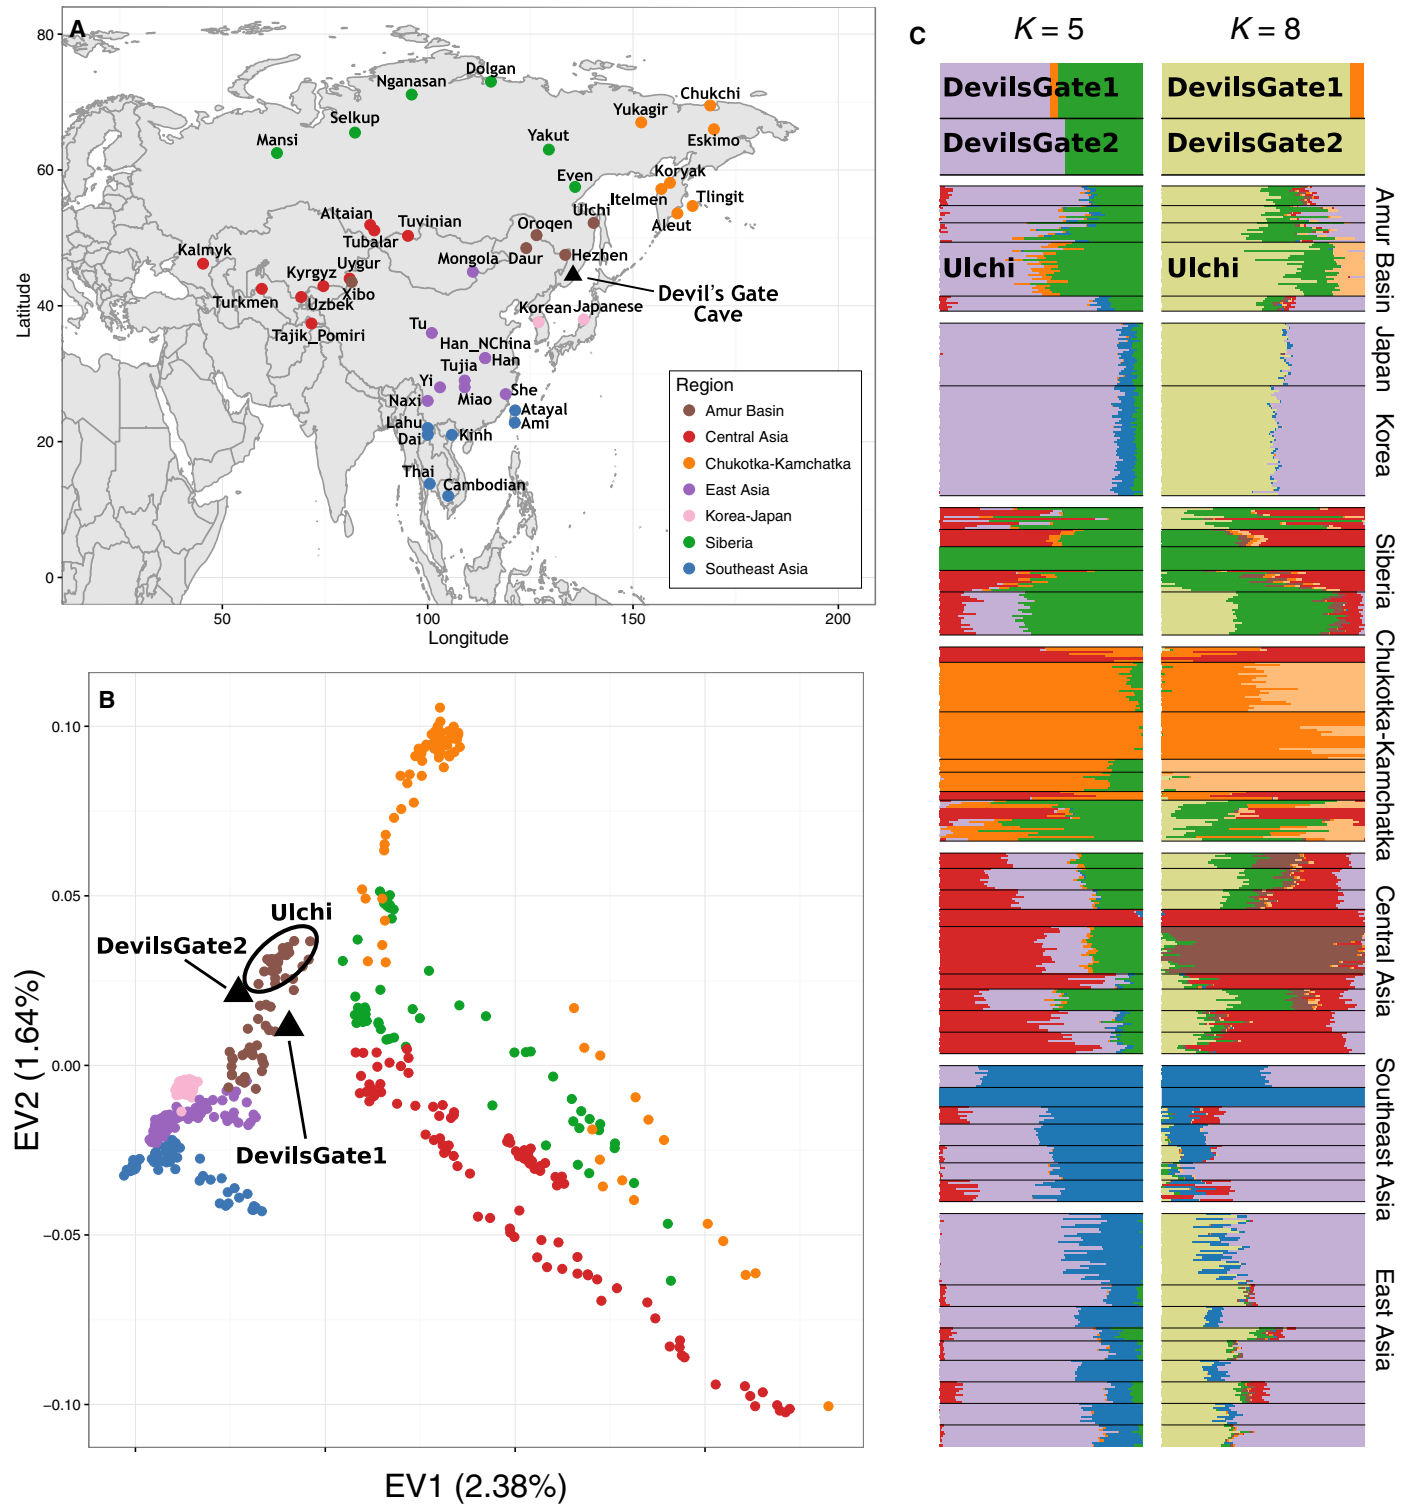 A
80
60
40
20
0
Latitude
50
100
150
200
Longitude
Dolgan
Nganasan
Chukchi
Yukagir
Selkup
Eskimo
Mansi
Yakut
Even
Koryak
Itelmen
Tlingit
Aleut
Ulchi
Oroqen
Altaian
Tuvinian
Tubalar
Kalmyk
Mongola
Daur
Hezhen
Uygur
Kyrgyz
Xibo
Turkmen
Uzbek
Devil's Gate
Cave
Korean
Japanese
Tajik_Pomiri
Tu
Han_NChina
Han
Tujia
Yi
Miao
She
Naxi
Atayal
Ami
Lahu
Dai
Kinh
Thai
Cambodian
Region
Amur Basin
Central Asia
Chukotka-Kamchatka
East Asia
Korea-Japan
Siberia
Southeast Asia
B
0.10
0.05
0.00
−0.05
−0.10
EV2 (1.64%)
EV1 (2.38%)
Ulchi
DevilsGate2
DevilsGate1
C
K = 5
K = 8
DevilsGate1
DevilsGate1
DevilsGate2
DevilsGate2
Ulchi
Ulchi
Amur Basin
Japan
Korea
Siberia
Chukotka-Kamchatka
Central Asia
Southeast Asia
East Asia